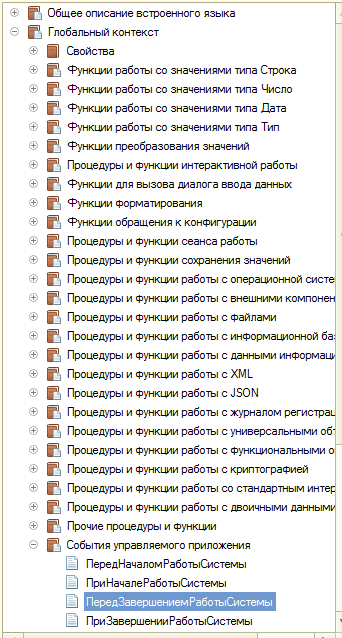 Общее описание встроенного языка
Глобальный контекст
Свойства
Функции работы со значениями типа Строка
Функции работы со значениями типа Число
Функции работы со значениями типа Дата
Функции работы со значениями типа Тип
Функции преобразования значений
Процедуры и функции интерактивной работы
Функции для вызова диалога ввода данных
Функции форматирования
Функции обращения к конфигурации
Процедуры и функции сеанса работы
Процедуры и функции сохранения значений
Процедуры и функции работы с операционной систе
Процедуры и функции работы с внешними компонен
Процедуры и функции работы с файлами
Процедуры и функции работы с информационной ба
Процедуры и функции работы с данными информац
Процедуры и функции работы с XML
Процедуры и функции работы с JSON
Процедуры и функции работы с журналом регистрац
Процедуры и функции работы с универсальными об
Процедуры и функции работы с функциональными о
Процедуры и функции работы с криптографией
Процедуры и функции работы со стандартным интер
Процедуры и функции работы с двоичными данными
Прочие процедуры и функции
События управляемого приложения
ПередНачаломРаботыСистемы
ПриНачалеРаботыСистемы
ПередЗавершениемРаботыСистемы
ПриЗавершенииРаботыСистемы